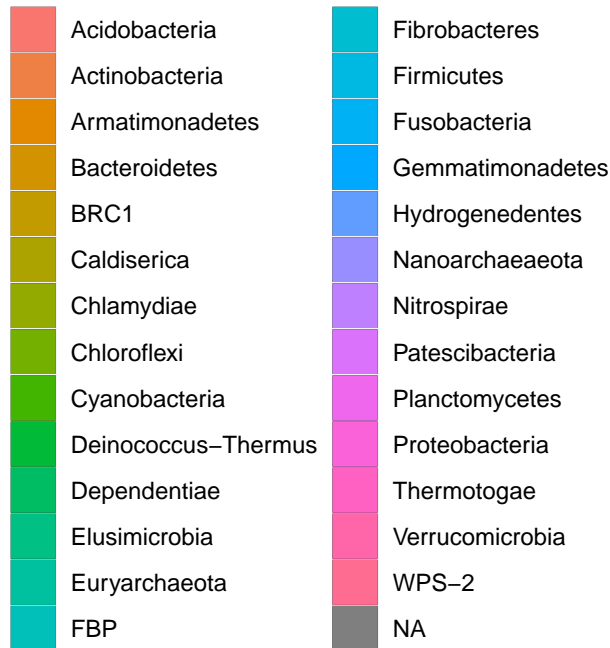 Acidobacteria
Actinobacteria
Armatimonadetes
Bacteroidetes
BRC1
Caldiserica
Chlamydiae
Chloroflexi
Cyanobacteria
Deinococcus−Thermus
Dependentiae
Elusimicrobia
Euryarchaeota
FBP
Fibrobacteres
Firmicutes
Fusobacteria
Gemmatimonadetes
Hydrogenedentes
Nanoarchaeaeota
Nitrospirae
Patescibacteria
Planctomycetes
Proteobacteria
Thermotogae
Verrucomicrobia
WPS−2
NA